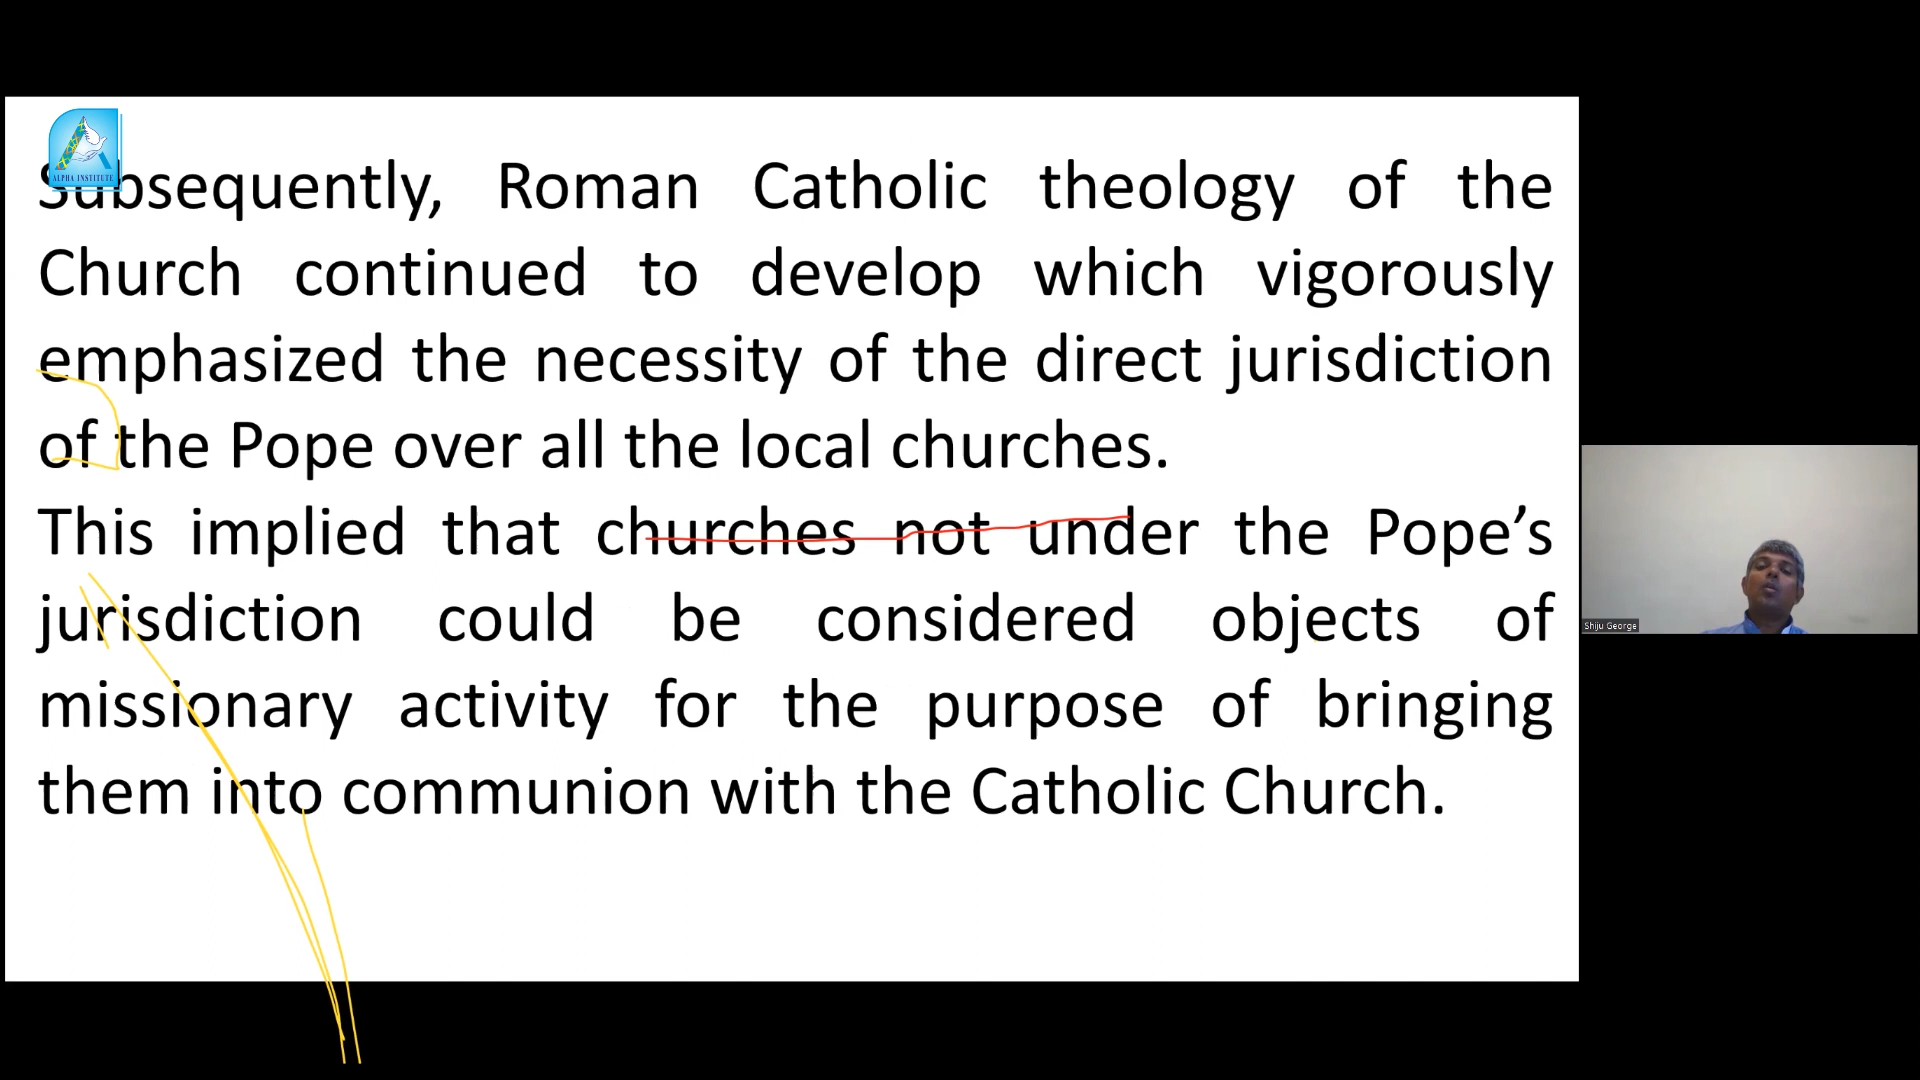 ALPHA INSTITUTE
Subsequently, Roman Catholic theology of the
Church continued to develop which vigorously
emphasized the necessity of the direct jurisdiction
of the Pope over all the local churches.
This implied that churches not under the Pope’s
jurisdiction could be considered objects of
missionary activity for the purpose of bringing
them into communion with the Catholic Church.
Shiju George